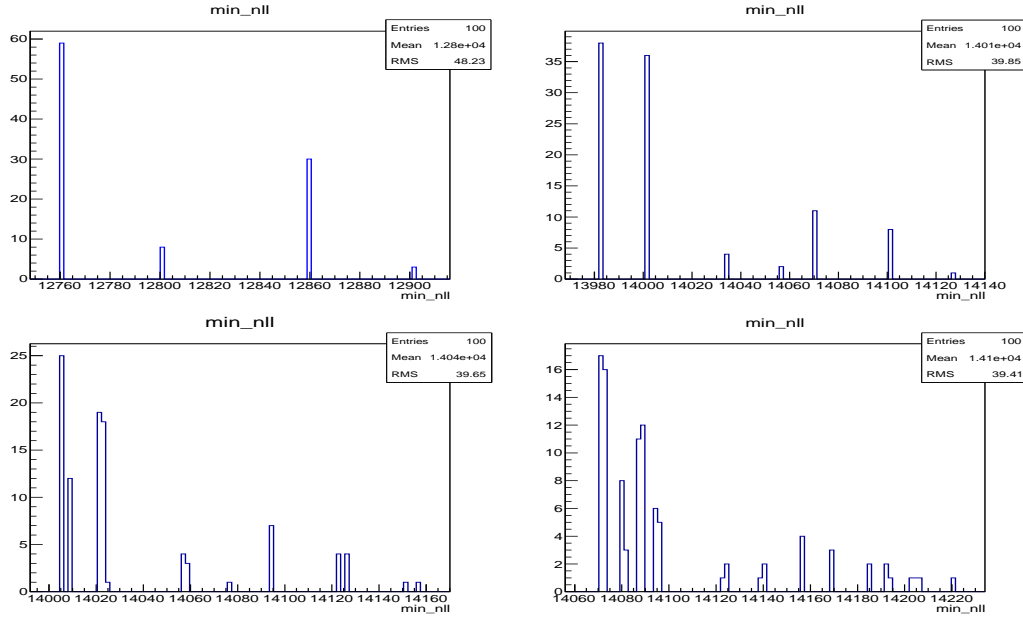 min_nll
Entries 100
Mean 1.28e+04
RMS 48.23
60
50
40
30
20
10
0
12760 12780 12800 12820 12840 12860 12880 12900
min_nll
min_nll
Entries 100
Mean 1.401e+04
RMS 39.85
35
30
25
20
15
10
5
0
13980 14000 14020 14040 14060 14080 14100 14120 14140
min_nll
min_nll
Entries 100
Mean 1.404e+04
RMS 39.65
25
20
15
10
5
0
14000 14020 14040 14060 14080 14100 14120 14140 14160
min_nll
min_nll
Entries 100
Mean 1.41e+04
RMS 39.41
16
14
12
10
8
6
4
2
0
14060 14080 14100 14120 14140 14160 14180 14200 14220
min_nll